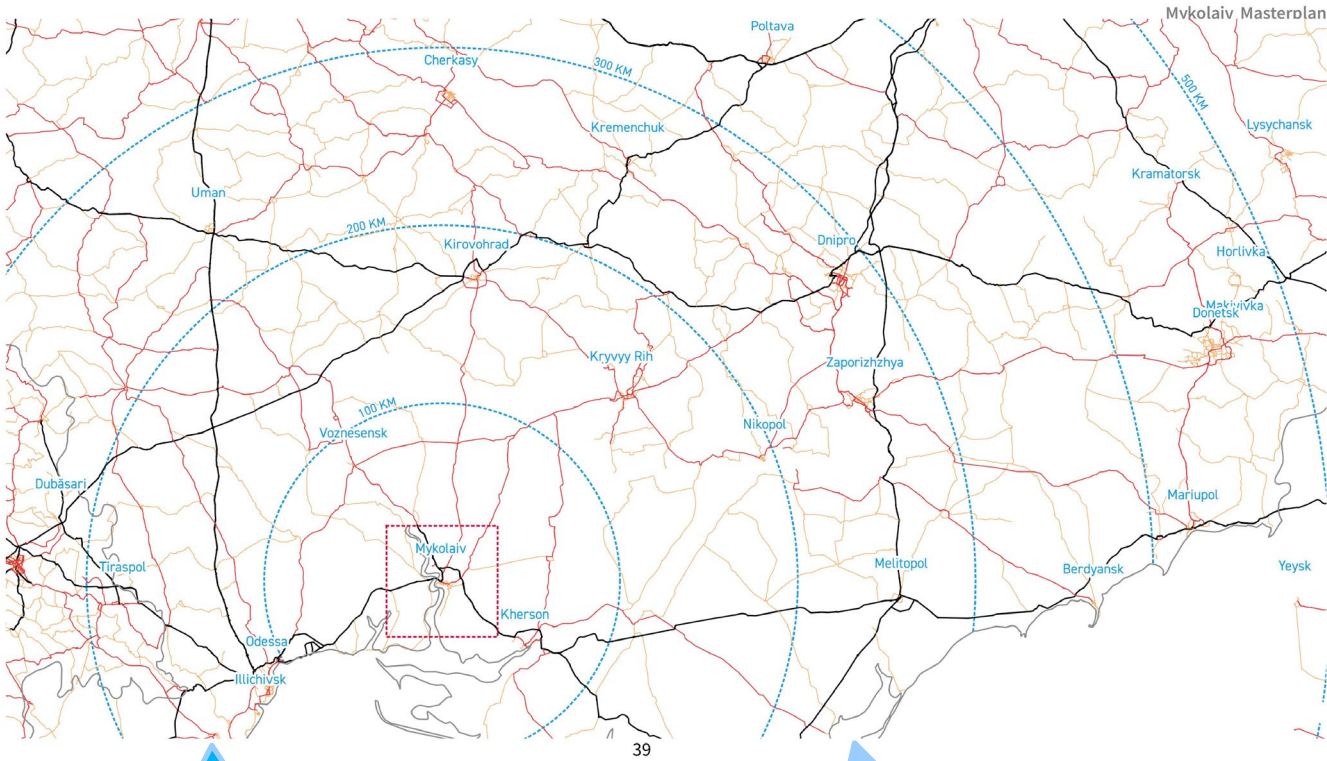 Mykolaiv Masterplan
Poltava
Cherkasy
300 KM
500 KM
Kremenchuk
Lysychansk
Kramatorsk
Uman
200 KM
Kirovohrad
Dnipro
Horlivka
Makiyivka
Donetsk
Kryvyy Rih
Zaporizhzhya
100 KM
Voznesensk
Nikopol
Dubăsari
Mariupol
Mykolaiv
Tiraspol
Melitopol
Berdyansk
Yeysk
Kherson
Odessa
Illichivsk
39